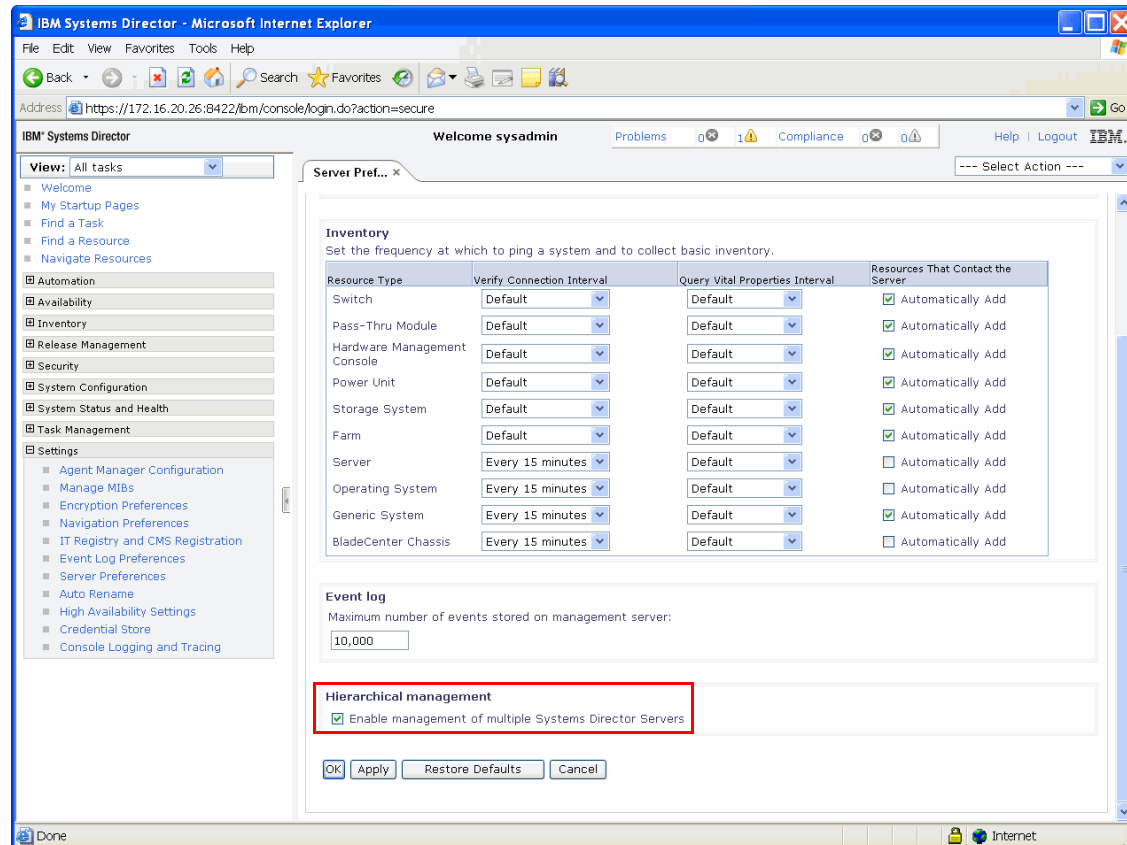 IBM Systems Director - Microsoft Internet Explorer
File Edit View Favorites Tools Help
Back Search Favorites
Address https://172.16.20.26:8422/ibm/console/login.do?action=secure Go
IBM® Systems Director Welcome sysadmin Problems 0 1 Compliance 0 0 Help | Logout IBM.
View: All tasks
Server Pref... × --- Select Action ---
Welcome
My Startup Pages
Find a Task
Find a Resource
Navigate Resources
Automation
Availability
Inventory
Release Management
Security
System Configuration
System Status and Health
Task Management
Settings
Agent Manager Configuration
Manage MIBs
Encryption Preferences
Navigation Preferences
IT Registry and CMS Registration
Event Log Preferences
Server Preferences
Auto Rename
High Availability Settings
Credential Store
Console Logging and Tracing
Inventory
Set the frequency at which to ping a system and to collect basic inventory.
Resource Type Verify Connection Interval Query Vital Properties Interval Resources That Contact the
Server
Switch Default Default Automatically Add
Pass-Thru Module Default Default Automatically Add
Hardware Management
Console Default Default Automatically Add
Power Unit Default Default Automatically Add
Storage System Default Default Automatically Add
Farm Default Default Automatically Add
Server Every 15 minutes Default Automatically Add
Operating System Every 15 minutes Default Automatically Add
Generic System Every 15 minutes Default Automatically Add
BladeCenter Chassis Every 15 minutes Default Automatically Add
Event log
Maximum number of events stored on management server:
10,000
Hierarchical management
Enable management of multiple Systems Director Servers
OK Apply Restore Defaults Cancel
Done Internet